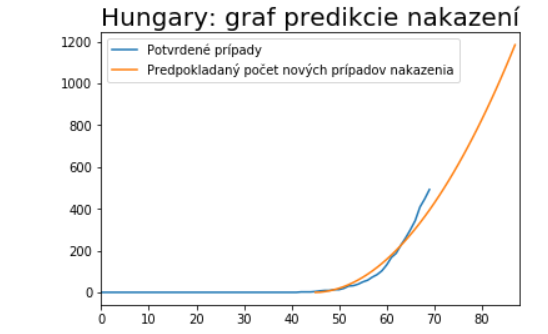 Hungary: graf predikcie nakazení
Potvrdené prípady
Predpokladaný počet nových prípadov nakazenia
1200
1000
800
600
400
200
0
0 10 20 30 40 50 60 70 80